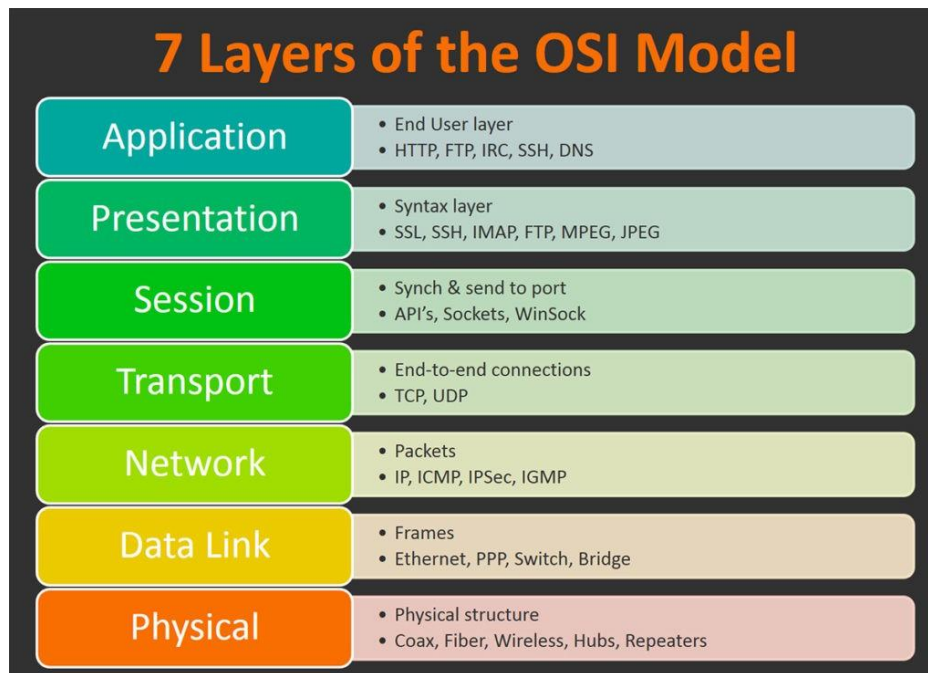 7 Layers of the OSI Model
Application
• End User layer
• HTTP, FTP, IRC, SSH, DNS
Presentation
• Syntax layer
• SSL, SSH, IMAP, FTP, MPEG, JPEG
Session
• Synch & send to port
• API's, Sockets, WinSock
Transport
• End-to-end connections
• TCP, UDP
Network
• Packets
• IP, ICMP, IPSec, IGMP
Data Link
• Frames
• Ethernet, PPP, Switch, Bridge
Physical
• Physical structure
• Coax, Fiber, Wireless, Hubs, Repeaters